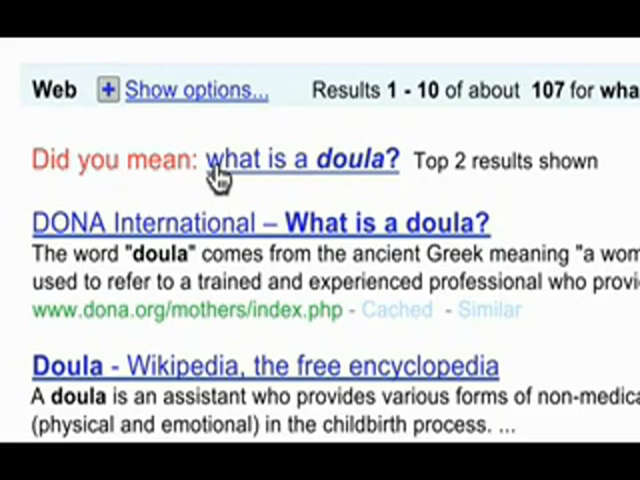 Web + Show options... Results 1 - 10 of about 107 for wha
Did you mean: what is a doula? Top 2 results shown
DONA International – What is a doula?
The word "doula" comes from the ancient Greek meaning "a wom
used to refer to a trained and experienced professional who provi
www.dona.org/mothers/index.php - Cached - Similar
Doula - Wikipedia, the free encyclopedia
A doula is an assistant who provides various forms of non-medica
(physical and emotional) in the childbirth process. ...